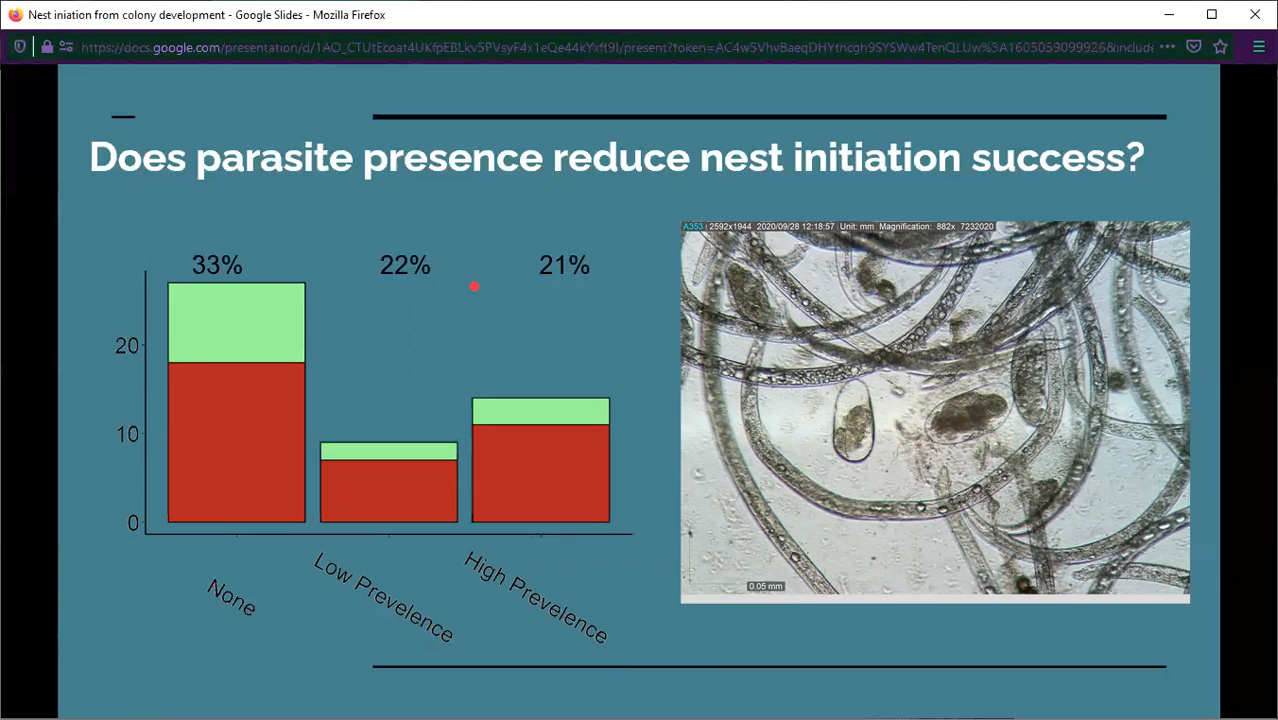 Nest iniation from colony development - Google Slides - Mozilla Firefox
Does parasite presence reduce nest initiation success?
A353 2592x1944 2020/09/28 12:18:57 Unit: mm Magnification: 882x 7232020
33% 22% 21%
20
10
0
0.05 mm
None
Low Prevelence
High Prevelence